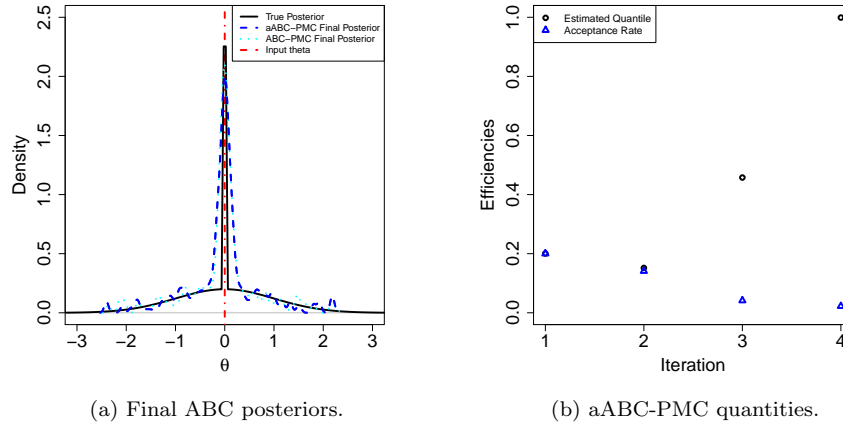 True Posterior
aABC−PMC Final Posterior
ABC−PMC Final Posterior
Input theta
2.5
2.0
1.5
1.0
0.5
0.0
Density
−3 −2 −1 0 1 2 3
θ
(a) Final ABC posteriors.
Estimated Quantile
Acceptance Rate
1.0
0.8
0.6
0.4
0.2
0.0
Efficiencies
1 2 3 4
Iteration
(b) aABC-PMC quantities.